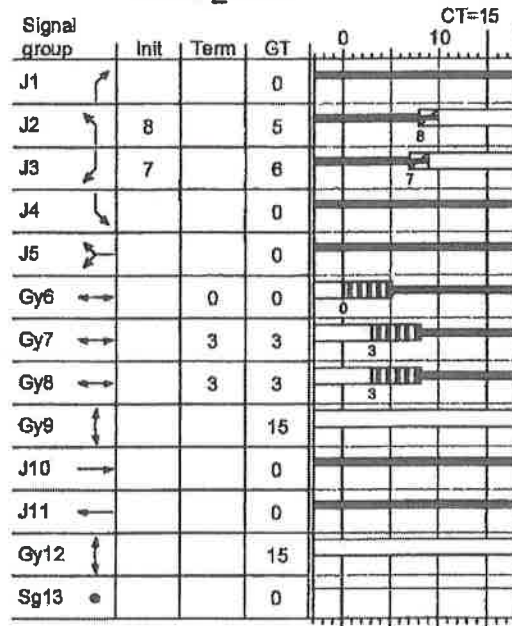 CT=15
Signal group Init Term GT 0 10
J1 0
J2 8 5 8
J3 7 6 7
J4 0
J5 0
Gy6 0 0 0
Gy7 3 3 3
Gy8 3 3 3
Gy9 15
J10 0
J11 0
Gy12 15
Sg13 0